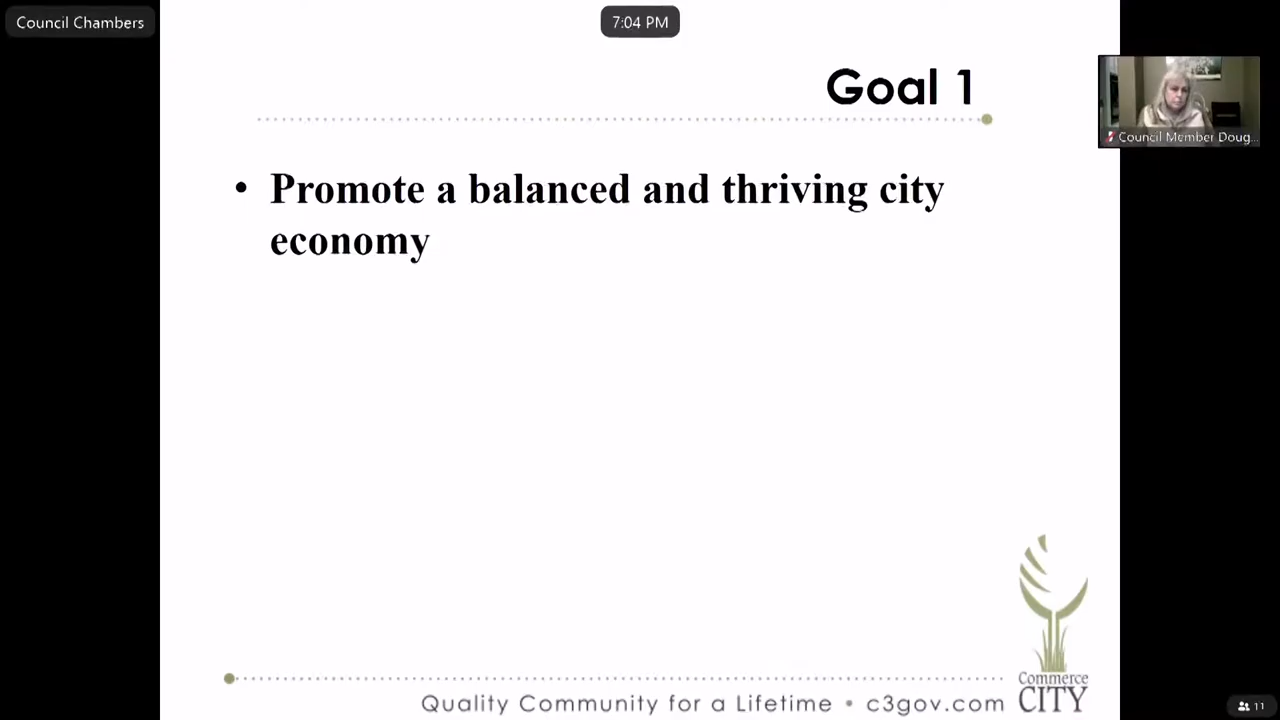 Council Chambers
7:04 PM
Goal 1
Council Member Doug...
• Promote a balanced and thriving city
economy
Commerce
CITY
Quality Community for a Lifetime • c3gov.com
11